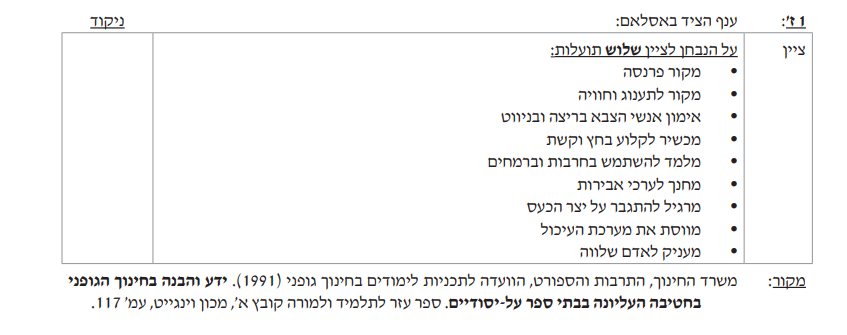 1 ז': ענף הציד באסלאם: ניקוד
ציין על הנבחן לציין שלוש תועלות:
• מקור פרנסה
• מקור לתענוג וחוויה
• אימון אנשי הצבא בריצה ובניווט
• מכשיר לקלוע בחץ וקשת
• מלמד להשתמש בחרבות וברמחים
• מחנך לערכי אבירות
• מרגיל להתגבר על יצר הכעס
• מווסת את מערכת העיכול
• מעניק לאדם שלווה
מקור: משרד החינוך, התרבות והספורט, הוועדה לתכניות לימודים בחינוך גופני (1991). ידע והבנה בחינוך הגופני
בחטיבה העליונה בבתי ספר על-יסודיים. ספר עזר לתלמיד ולמורה קובץ א', מכון וינגייט, עמ' 117.